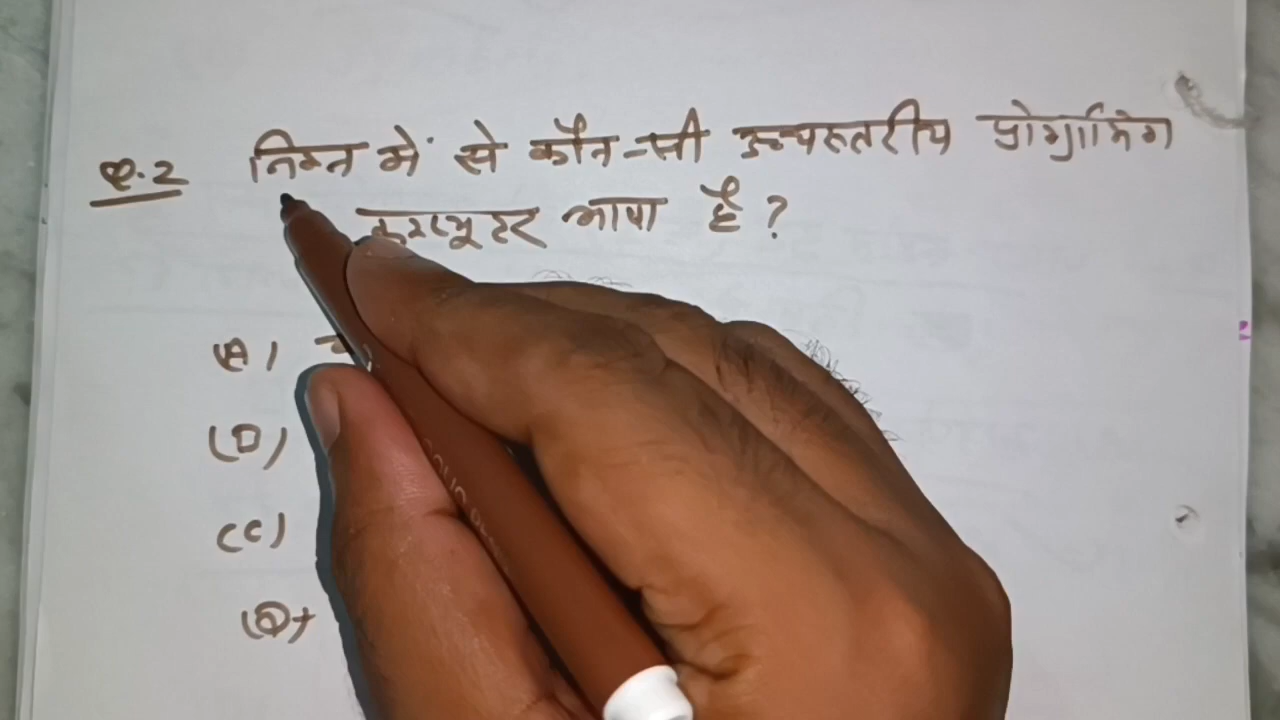 Q.2 निम्न में से कौन-सी उच्चस्तरीय प्रोग्रामिंग
कम्प्यूटर भाषा है ?
(A)
(D)
(C)
(D)